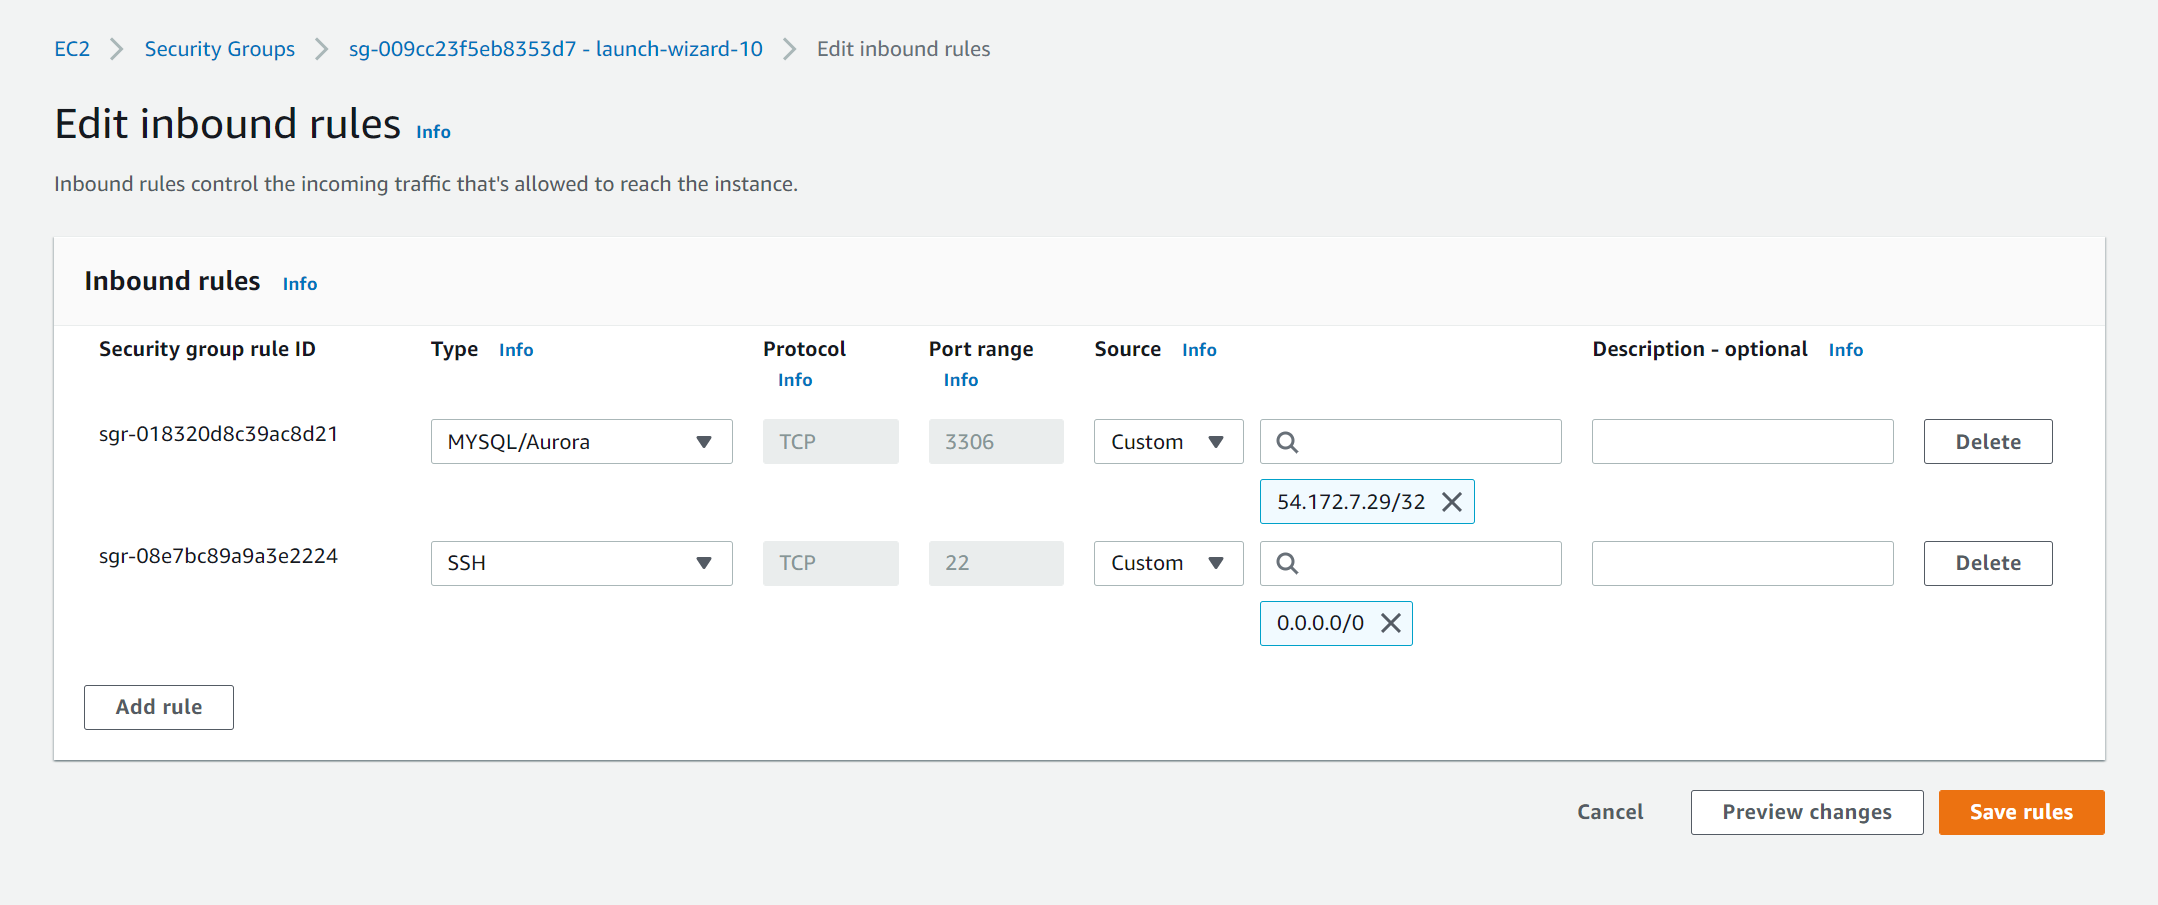 EC2 Security Groups sg-009cc23f5eb8353d7 - launch-wizard-10 Edit inbound rules
Edit inbound rules Info
Inbound rules control the incoming traffic that's allowed to reach the instance.
Inbound rules Info
Security group rule ID Type Info Protocol Info Port range Info Source Info Description - optional Info
sgr-018320d8c39ac8d21 MYSQL/Aurora TCP 3306 Custom Delete
54.172.7.29/32
sgr-08e7bc89a9a3e2224 SSH TCP 22 Custom Delete
0.0.0.0/0
Add rule
Cancel Preview changes Save rules